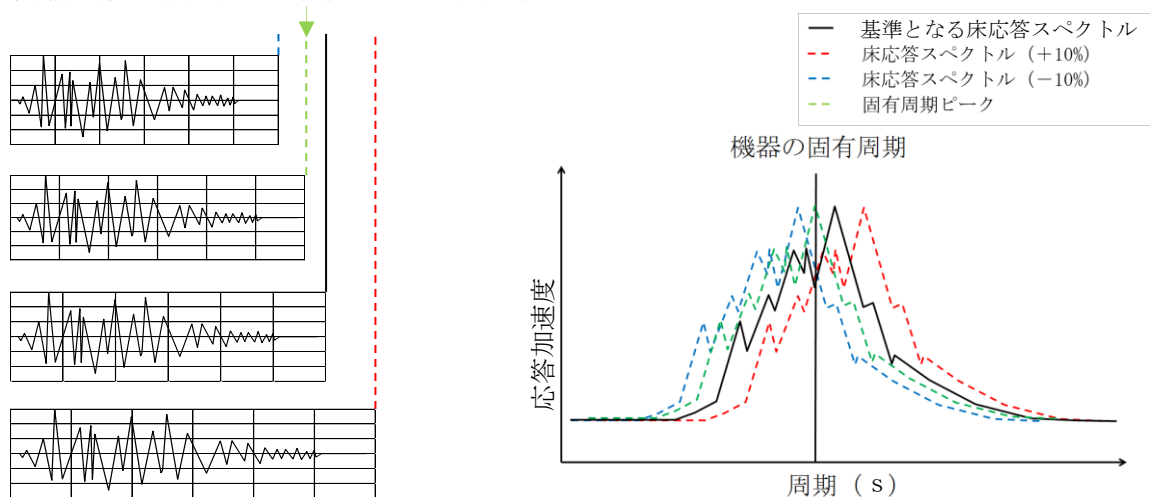 基準となる床応答スペクトル
床応答スペクトル（＋10%）
床応答スペクトル（－10%）
固有周期ピーク
機器の固有周期
応答加速度
周期（ｓ）